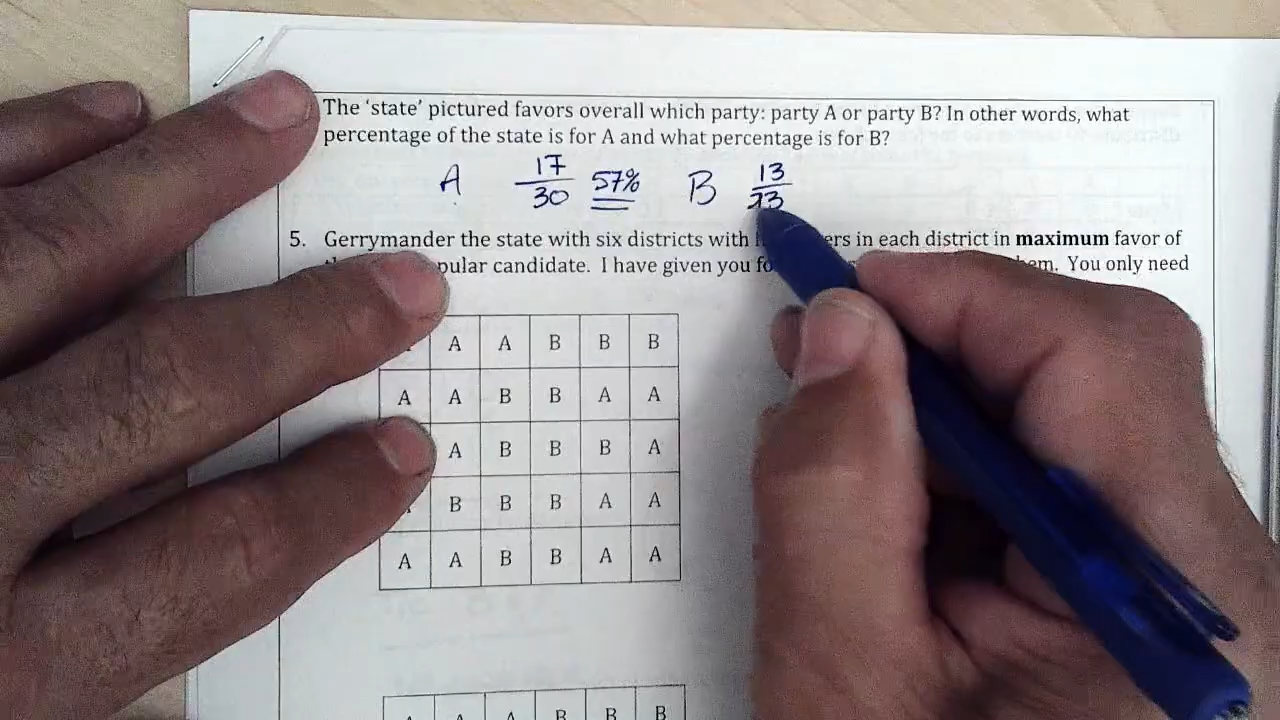 The 'state' pictured favors overall which party: party A or party B? In other words, what
percentage of the state is for A and what percentage is for B?
A 17/30 57% B 13/33
5. Gerrymander the state with six districts with ers in each district in maximum favor of
pular candidate. I have given you fo hem. You only need
A A B B B
A A B B A A
A B B B A
B B B A A
A A B B A A
A A A B B B